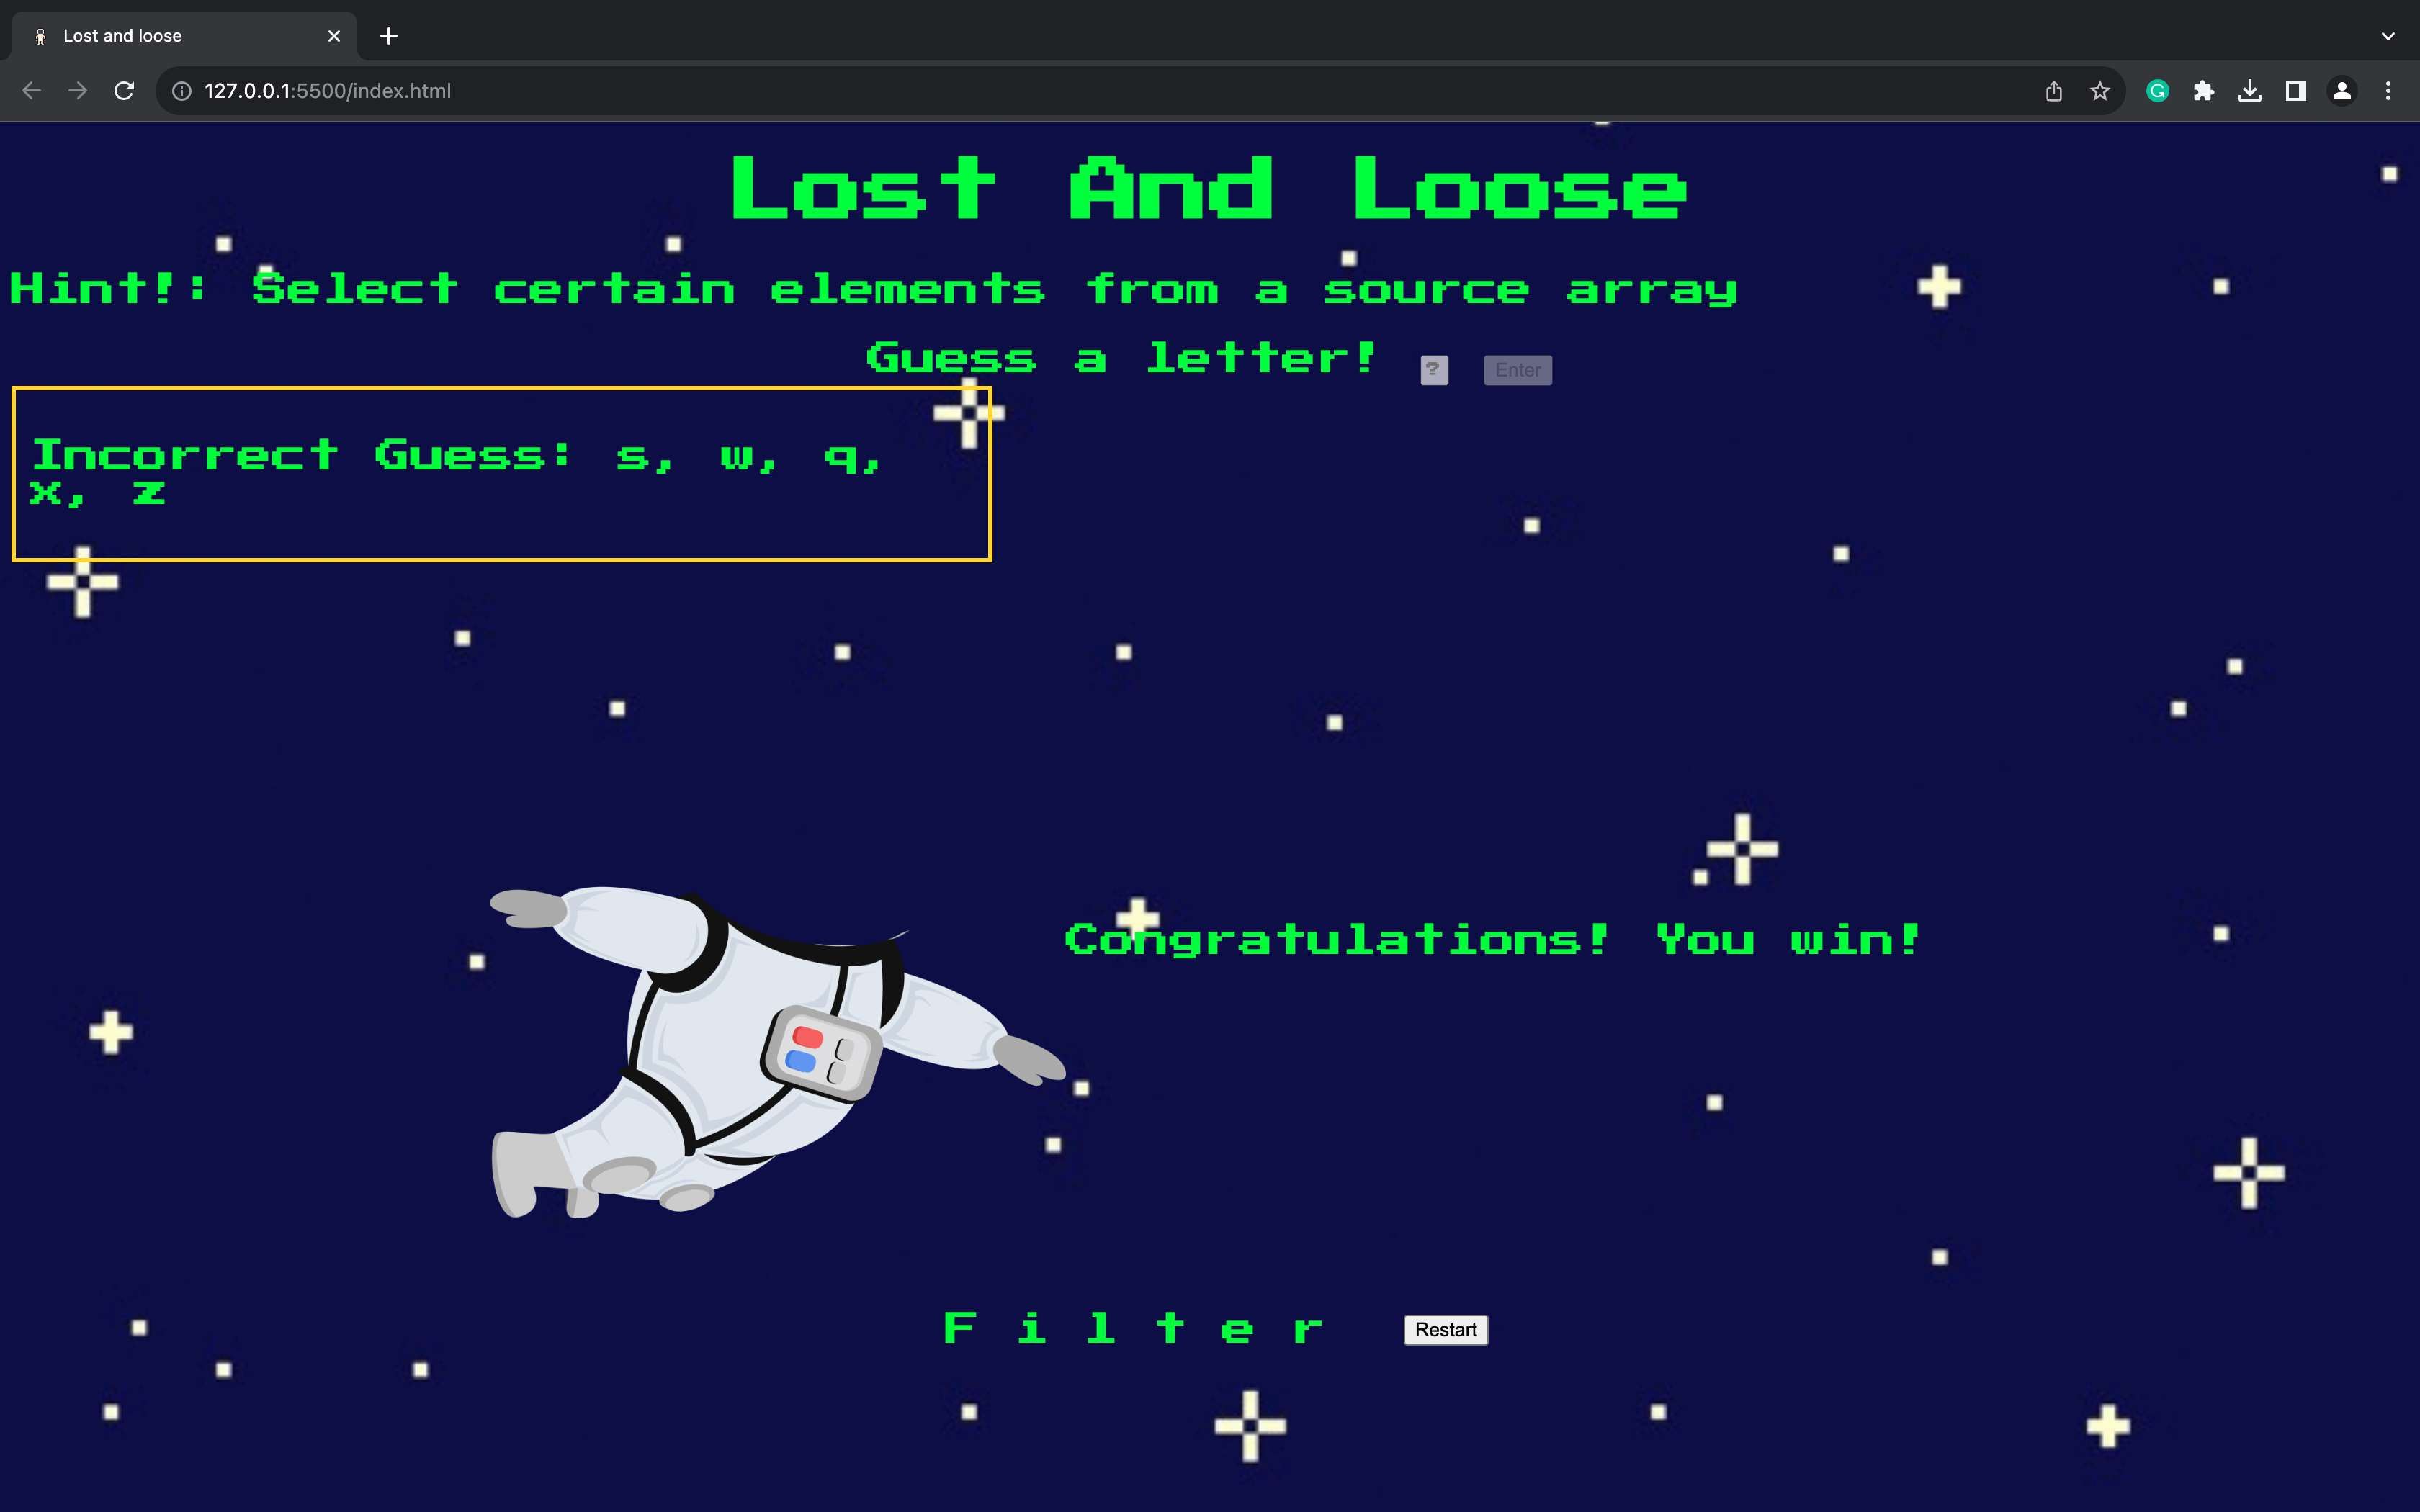 Lost and loose
127.0.0.1:5500/index.html
Lost And Loose
Hint!: Select certain elements from a source array
Guess a letter! ? Enter
Incorrect Guess: s, w, q,
x, z
Congratulations! You win!
F i l t e r Restart